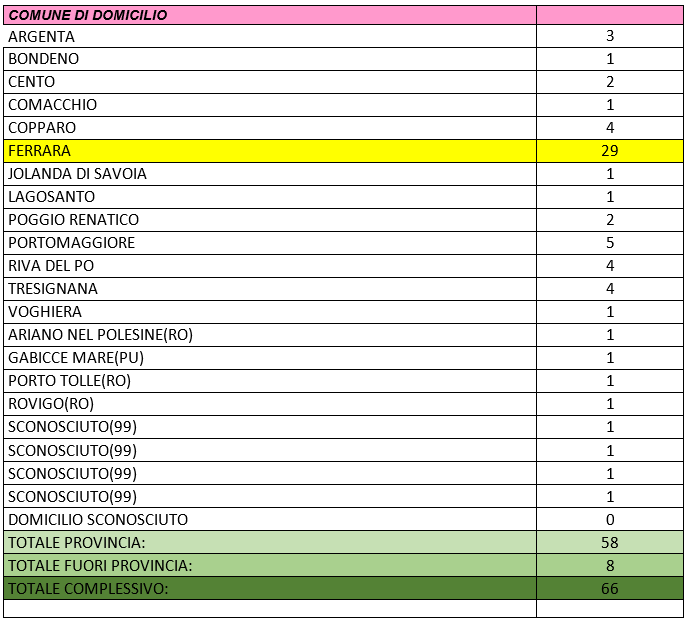 COMUNE DI DOMICILIO
ARGENTA 3
BONDENO 1
CENTO 2
COMACCHIO 1
COPPARO 4
FERRARA 29
JOLANDA DI SAVOIA 1
LAGOSANTO 1
POGGIO RENATICO 2
PORTOMAGGIORE 5
RIVA DEL PO 4
TRESIGNANA 4
VOGHIERA 1
ARIANO NEL POLESINE(RO) 1
GABICCE MARE(PU) 1
PORTO TOLLE(RO) 1
ROVIGO(RO) 1
SCONOSCIUTO(99) 1
SCONOSCIUTO(99) 1
SCONOSCIUTO(99) 1
SCONOSCIUTO(99) 1
DOMICILIO SCONOSCIUTO 0
TOTALE PROVINCIA: 58
TOTALE FUORI PROVINCIA: 8
TOTALE COMPLESSIVO: 66